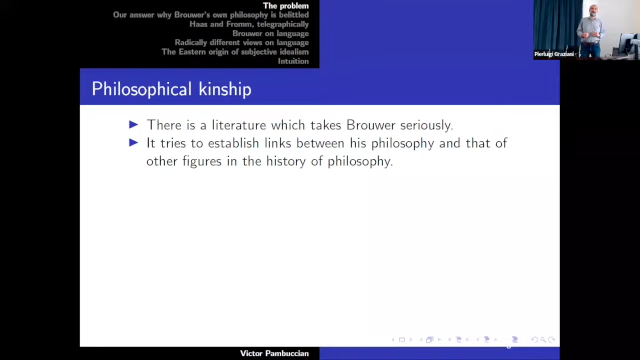 The problem
Our answer why Brouwer's own philosophy is belittled
Haas and Fromm, telegraphically
Brouwer on language
Radically different views on language
The Eastern origin of subjective idealism
Intuition
Pierluigi Graziani
Philosophical kinship
There is a literature which takes Brouwer seriously.
It tries to establish links between his philosophy and that of
other figures in the history of philosophy.
Victor Pambuccian